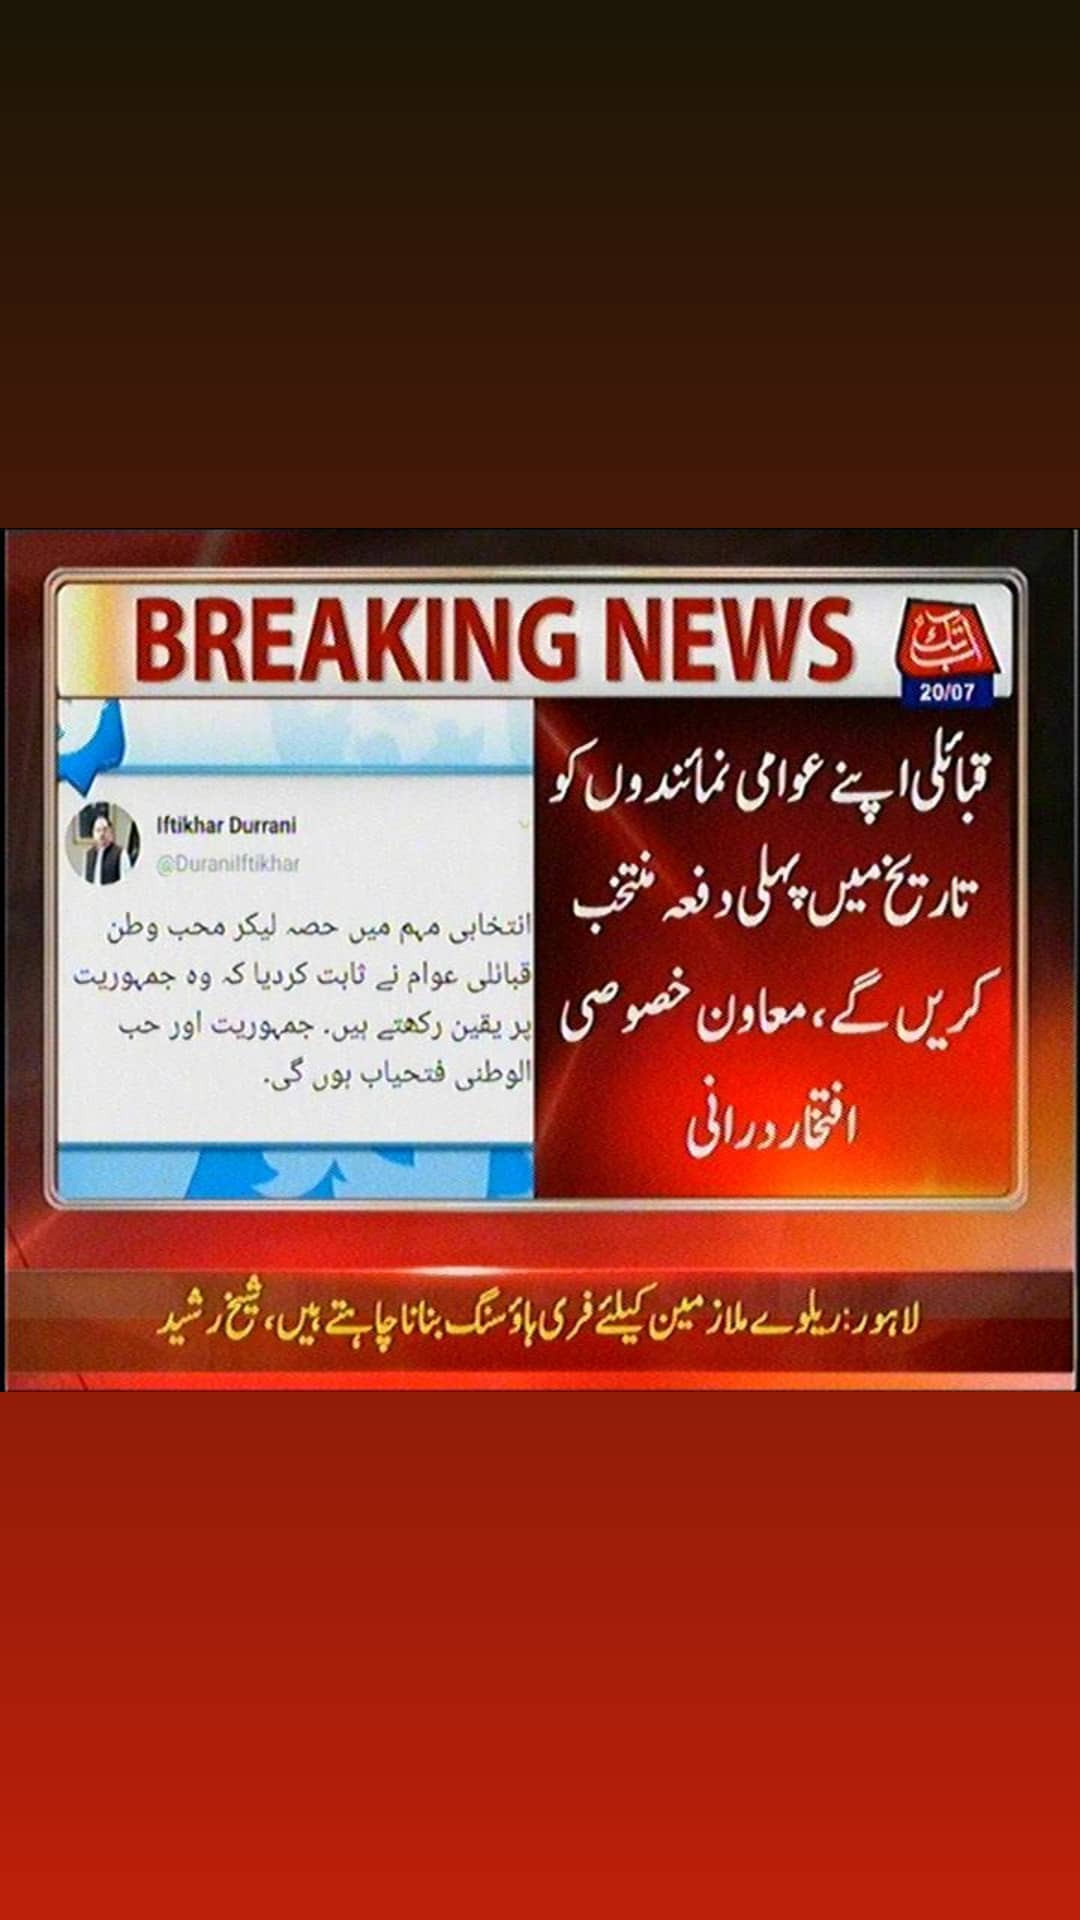 BREAKING NEWS
اب تک
20/07
قبائلی اپنے عوامی نمائندوں کو
تاریخ میں پہلی دفعہ منتخب
کریں گے، معاون خصوصی
افتخار درانی
Iftikhar Durrani
@DuraniIftikhar
انتخابی مہم میں حصہ لیکر محب وطن
قبائلی عوام نے ثابت کردیا کہ وہ جمہوریت
پر یقین رکھتے ہیں۔ جمہوریت اور حب
الوطنی فتحیاب ہوں گی۔
لاہور: ریلوے ملازمین کیلئے فری ہاؤسنگ بنانا چاہتے ہیں، شیخ رشید